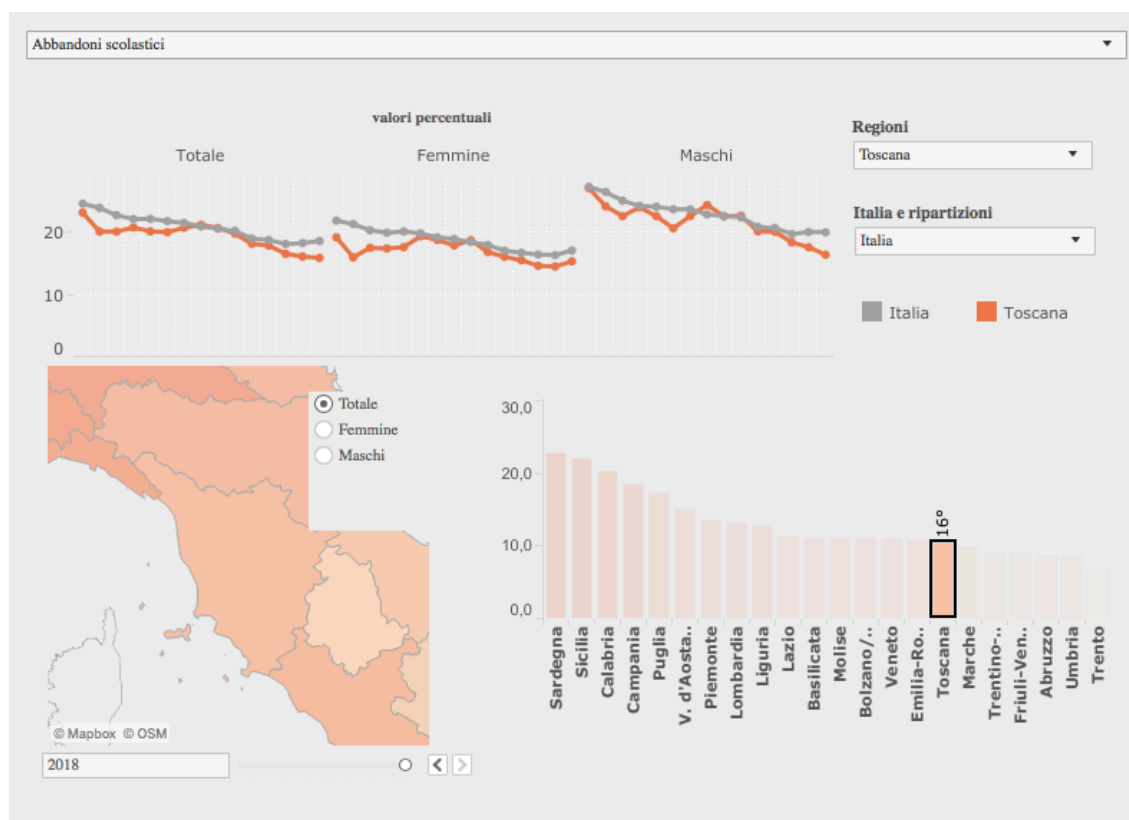 Abbandoni scolastici
valori percentuali
Totale
Femmine
Maschi
20
10
0
Regioni
Toscana
Italia e ripartizioni
Italia
Italia
Toscana
Totale
Femmine
Maschi
© Mapbox © OSM
2018
30,0
20,0
10,0
0,0
16°
Sardegna
Sicilia
Calabria
Campania
Puglia
V. d'Aosta..
Piemonte
Lombardia
Liguria
Lazio
Basilicata
Molise
Bolzano/..
Veneto
Emilia-Ro..
Toscana
Marche
Trentino-..
Friuli-Ven..
Abruzzo
Umbria
Trento